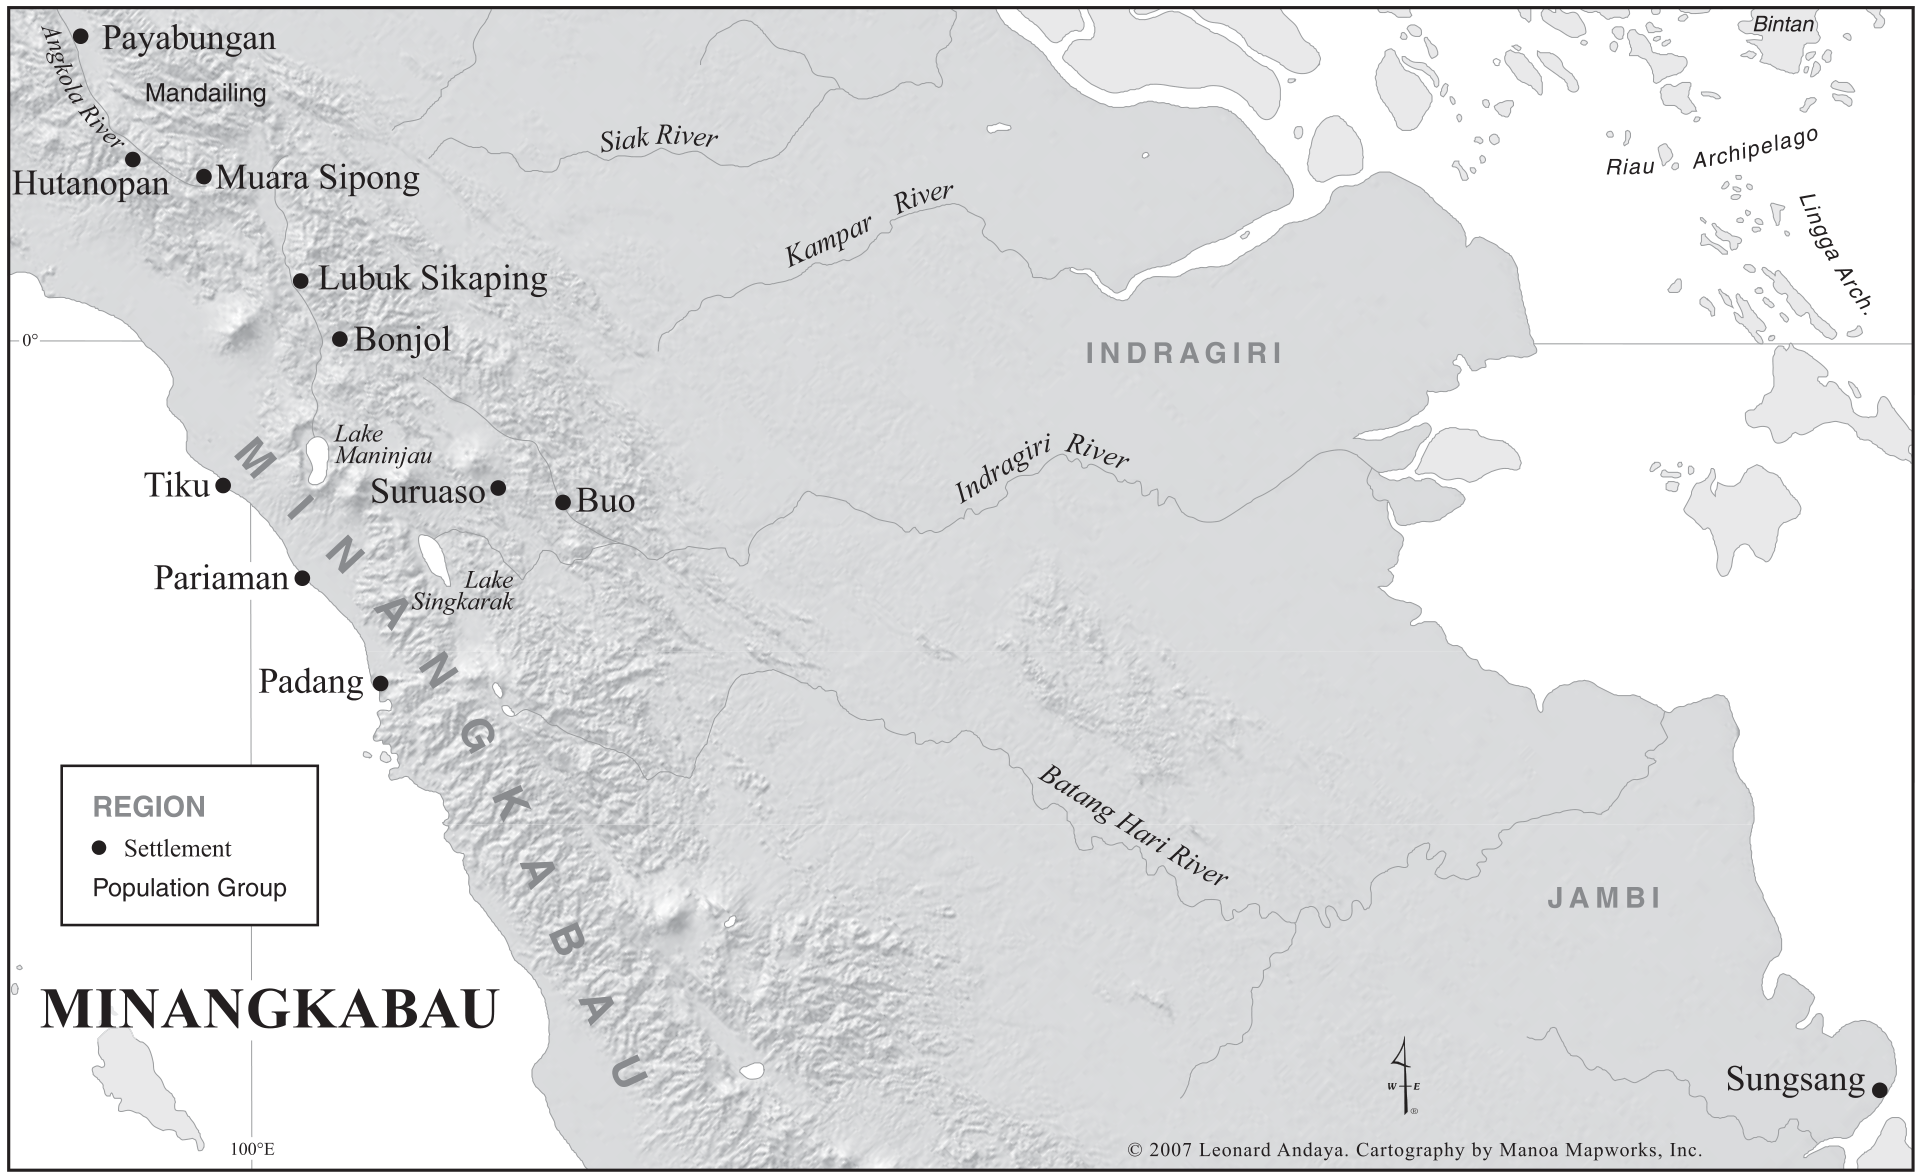 Payabungan
Bintan
Angkola River
Mandailing
Siak River
Riau Archipelago
Hutanopan
Muara Sipong
Kampar River
Lingga Arch.
Lubuk Sikaping
0°
Bonjol
INDRAGIRI
Lake
Maninjau
Indragiri River
Tiku
Suruaso
Buo
Pariaman
Lake
Singkarak
MINANGKABAU
Padang
Batang Hari River
REGION
Settlement
Population Group
JAMBI
MINANGKABAU
W E
Sungsang
100°E
© 2007 Leonard Andaya. Cartography by Manoa Mapworks, Inc.